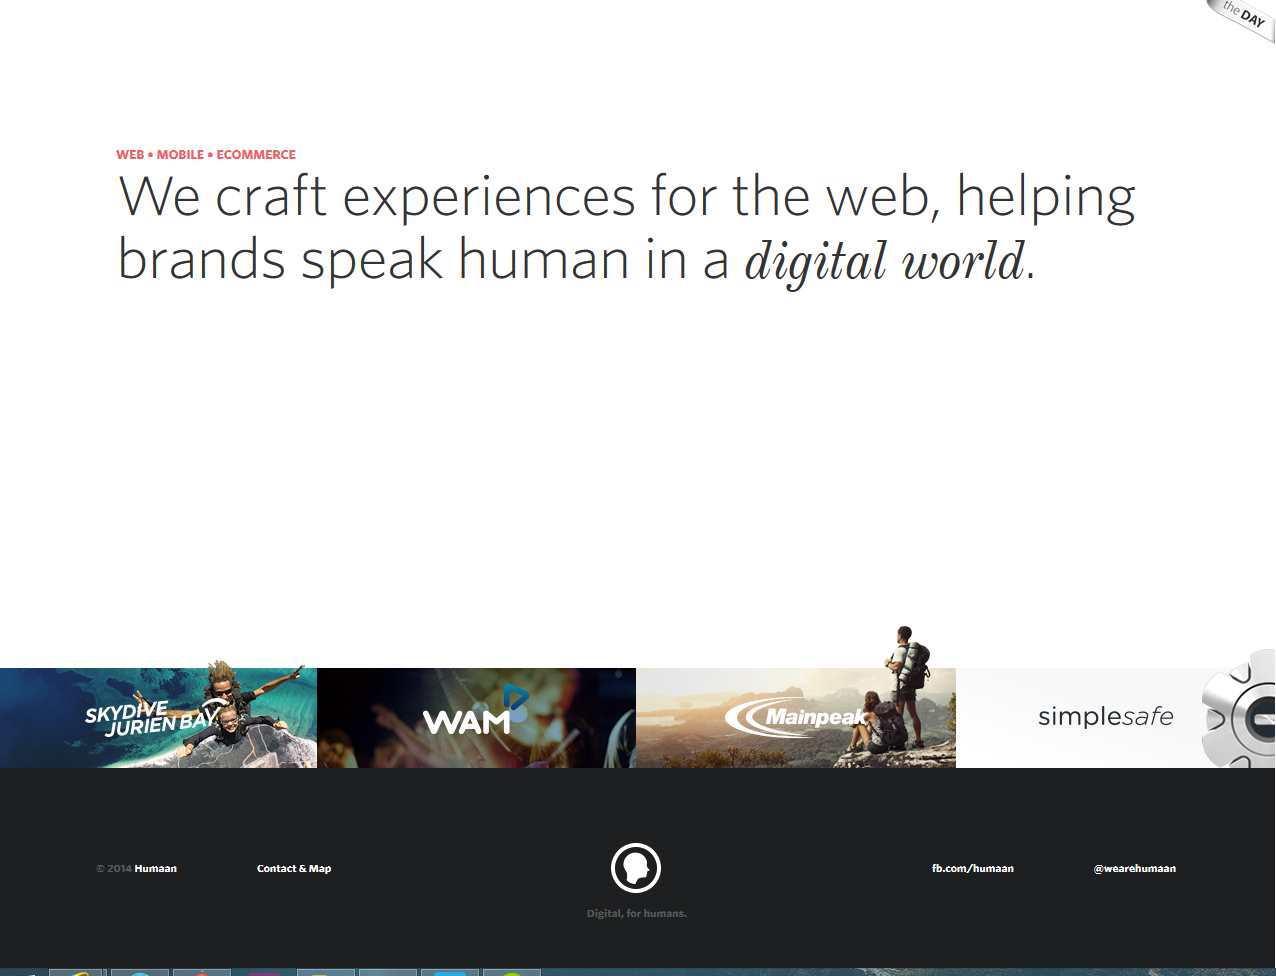 the DAY
WEB • MOBILE • ECOMMERCE
We craft experiences for the web, helping
brands speak human in a digital world.
SKYDIVE
JURIEN BAY
WAM
Mainpeak
simplesafe
© 2014 Humaan
Contact & Map
fb.com/humaan
@wearehumaan
Digital, for humans.